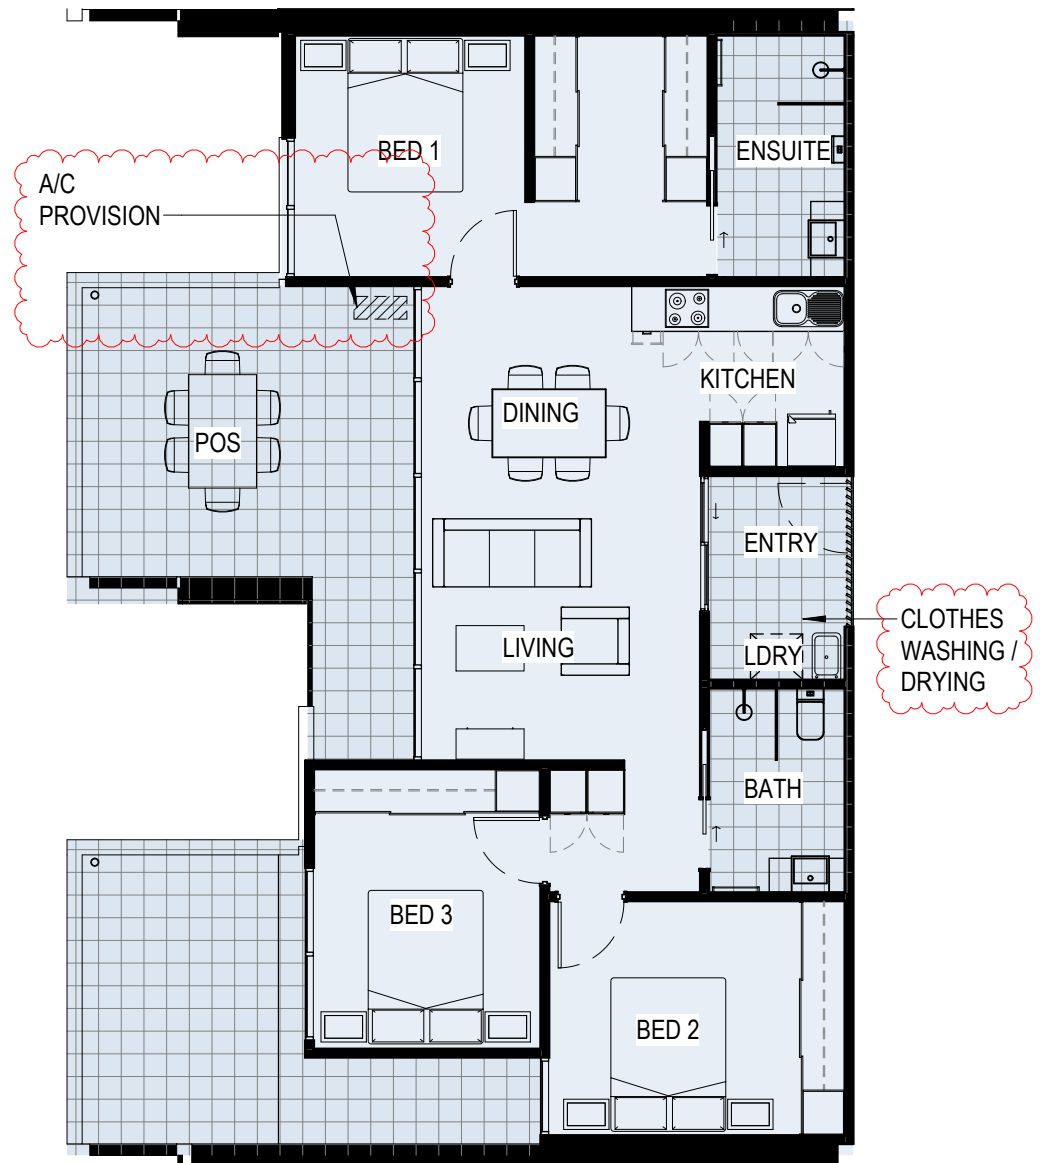 BED 1
ENSUITE
A/C
PROVISION
KITCHEN
DINING
POS
ENTRY
CLOTHES
WASHING /
DRYING
LIVING
LDRY
BATH
BED 3
BED 2